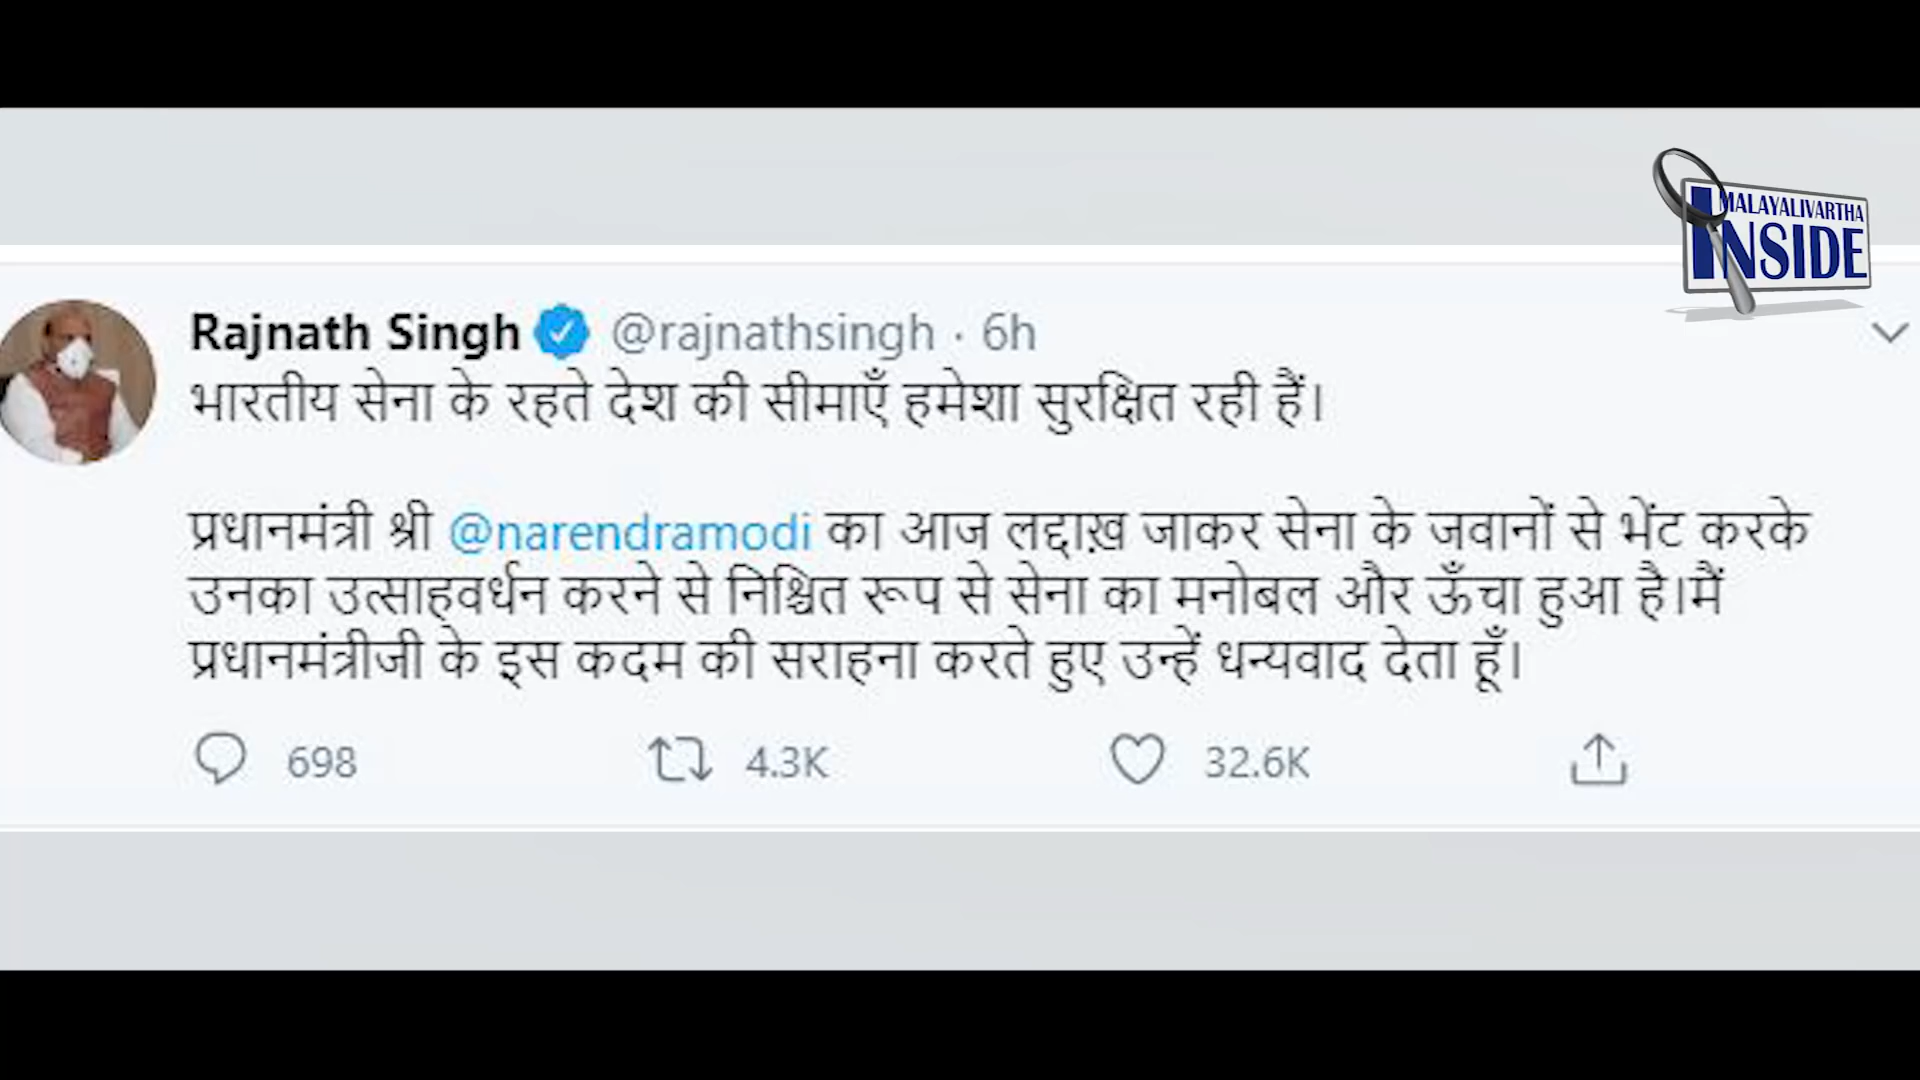 MALAYALIVARTHA
INSIDE
Rajnath Singh @rajnathsingh · 6h
भारतीय सेना के रहते देश की सीमाएँ हमेशा सुरक्षित रही हैं।
प्रधानमंत्री श्री @narendramodi का आज लद्दाख़ जाकर सेना के जवानों से भेंट करके
उनका उत्साहवर्धन करने से निश्चित रूप से सेना का मनोबल और ऊँचा हुआ है।मैं
प्रधानमंत्रीजी के इस कदम की सराहना करते हुए उन्हें धन्यवाद देता हूँ।
698 4.3K 32.6K